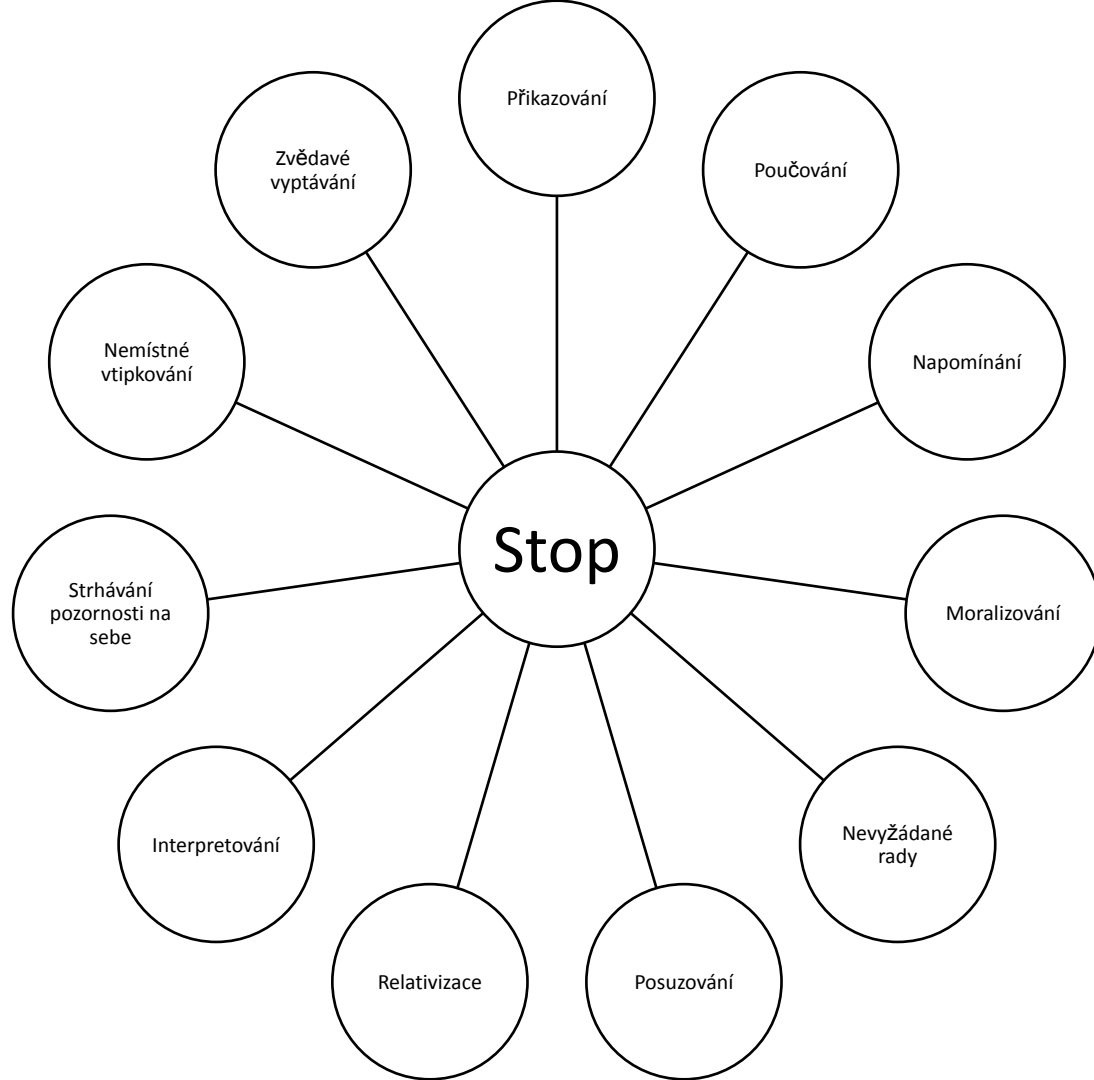 Přikazování
Poučování
Napomínání
Moralizování
Nevyžádané
rady
Posuzování
Relativizace
Interpretování
Strhávání
pozornosti na
sebe
Nemístné
vtipkování
Zvědavé
vyptávání
Stop